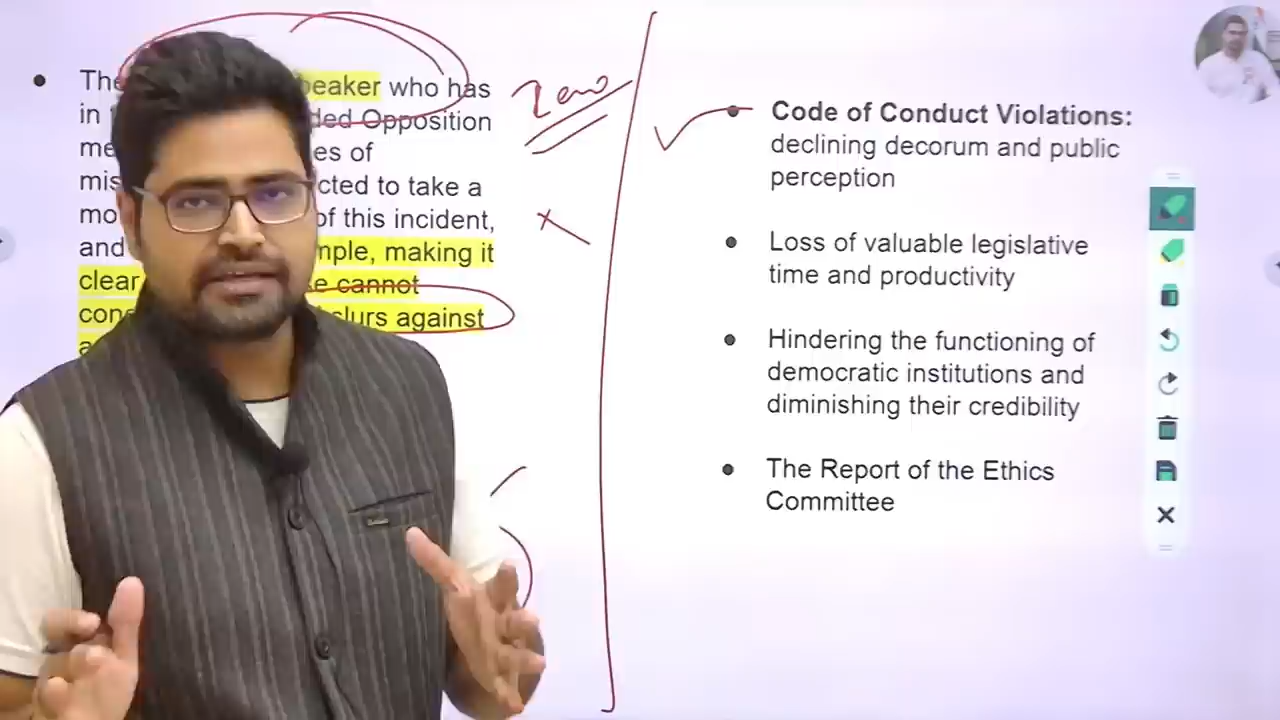 The beaker who has
in ded Opposition
me es of
mis cted to take a
mo of this incident,
and mple, making it
clear e cannot
cons slurs against
a
Zero
Code of Conduct Violations:
declining decorum and public
perception
Loss of valuable legislative
time and productivity
Hindering the functioning of
democratic institutions and
diminishing their credibility
The Report of the Ethics
Committee